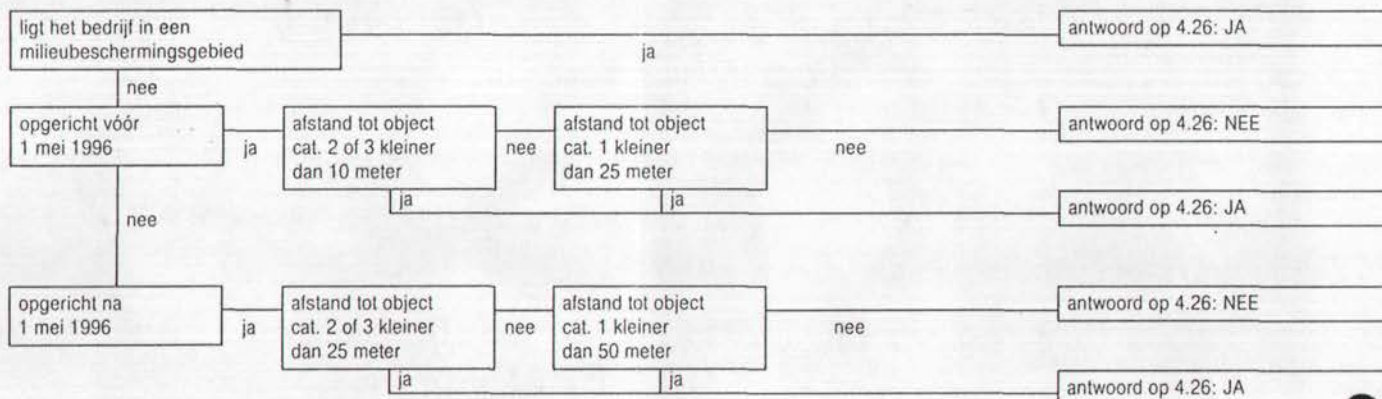 ligt het bedrijf in een
milieubeschermingsgebied
ja
antwoord op 4.26: JA
nee
opgericht vóór
1 mei 1996
ja
afstand tot object
cat. 2 of 3 kleiner
dan 10 meter
nee
afstand tot object
cat. 1 kleiner
dan 25 meter
nee
antwoord op 4.26: NEE
ja
ja
antwoord op 4.26: JA
nee
opgericht na
1 mei 1996
ja
afstand tot object
cat. 2 of 3 kleiner
dan 25 meter
nee
afstand tot object
cat. 1 kleiner
dan 50 meter
nee
antwoord op 4.26: NEE
ja
ja
antwoord op 4.26: JA